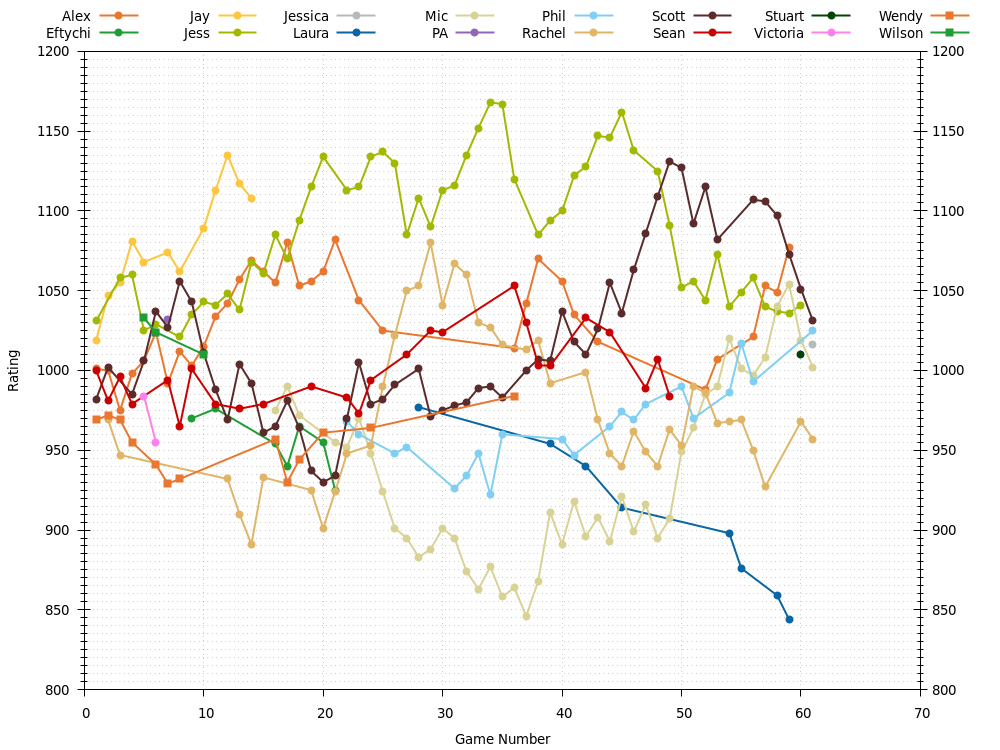 Alex Jay Jessica Mic Phil Scott Stuart Wendy
Eftychi Jess Laura PA Rachel Sean Victoria Wilson
1200 1200
1150 1150
1100 1100
1050 1050
1000 1000
950 950
900 900
850 850
800 800
Rating
0 10 20 30 40 50 60 70
Game Number